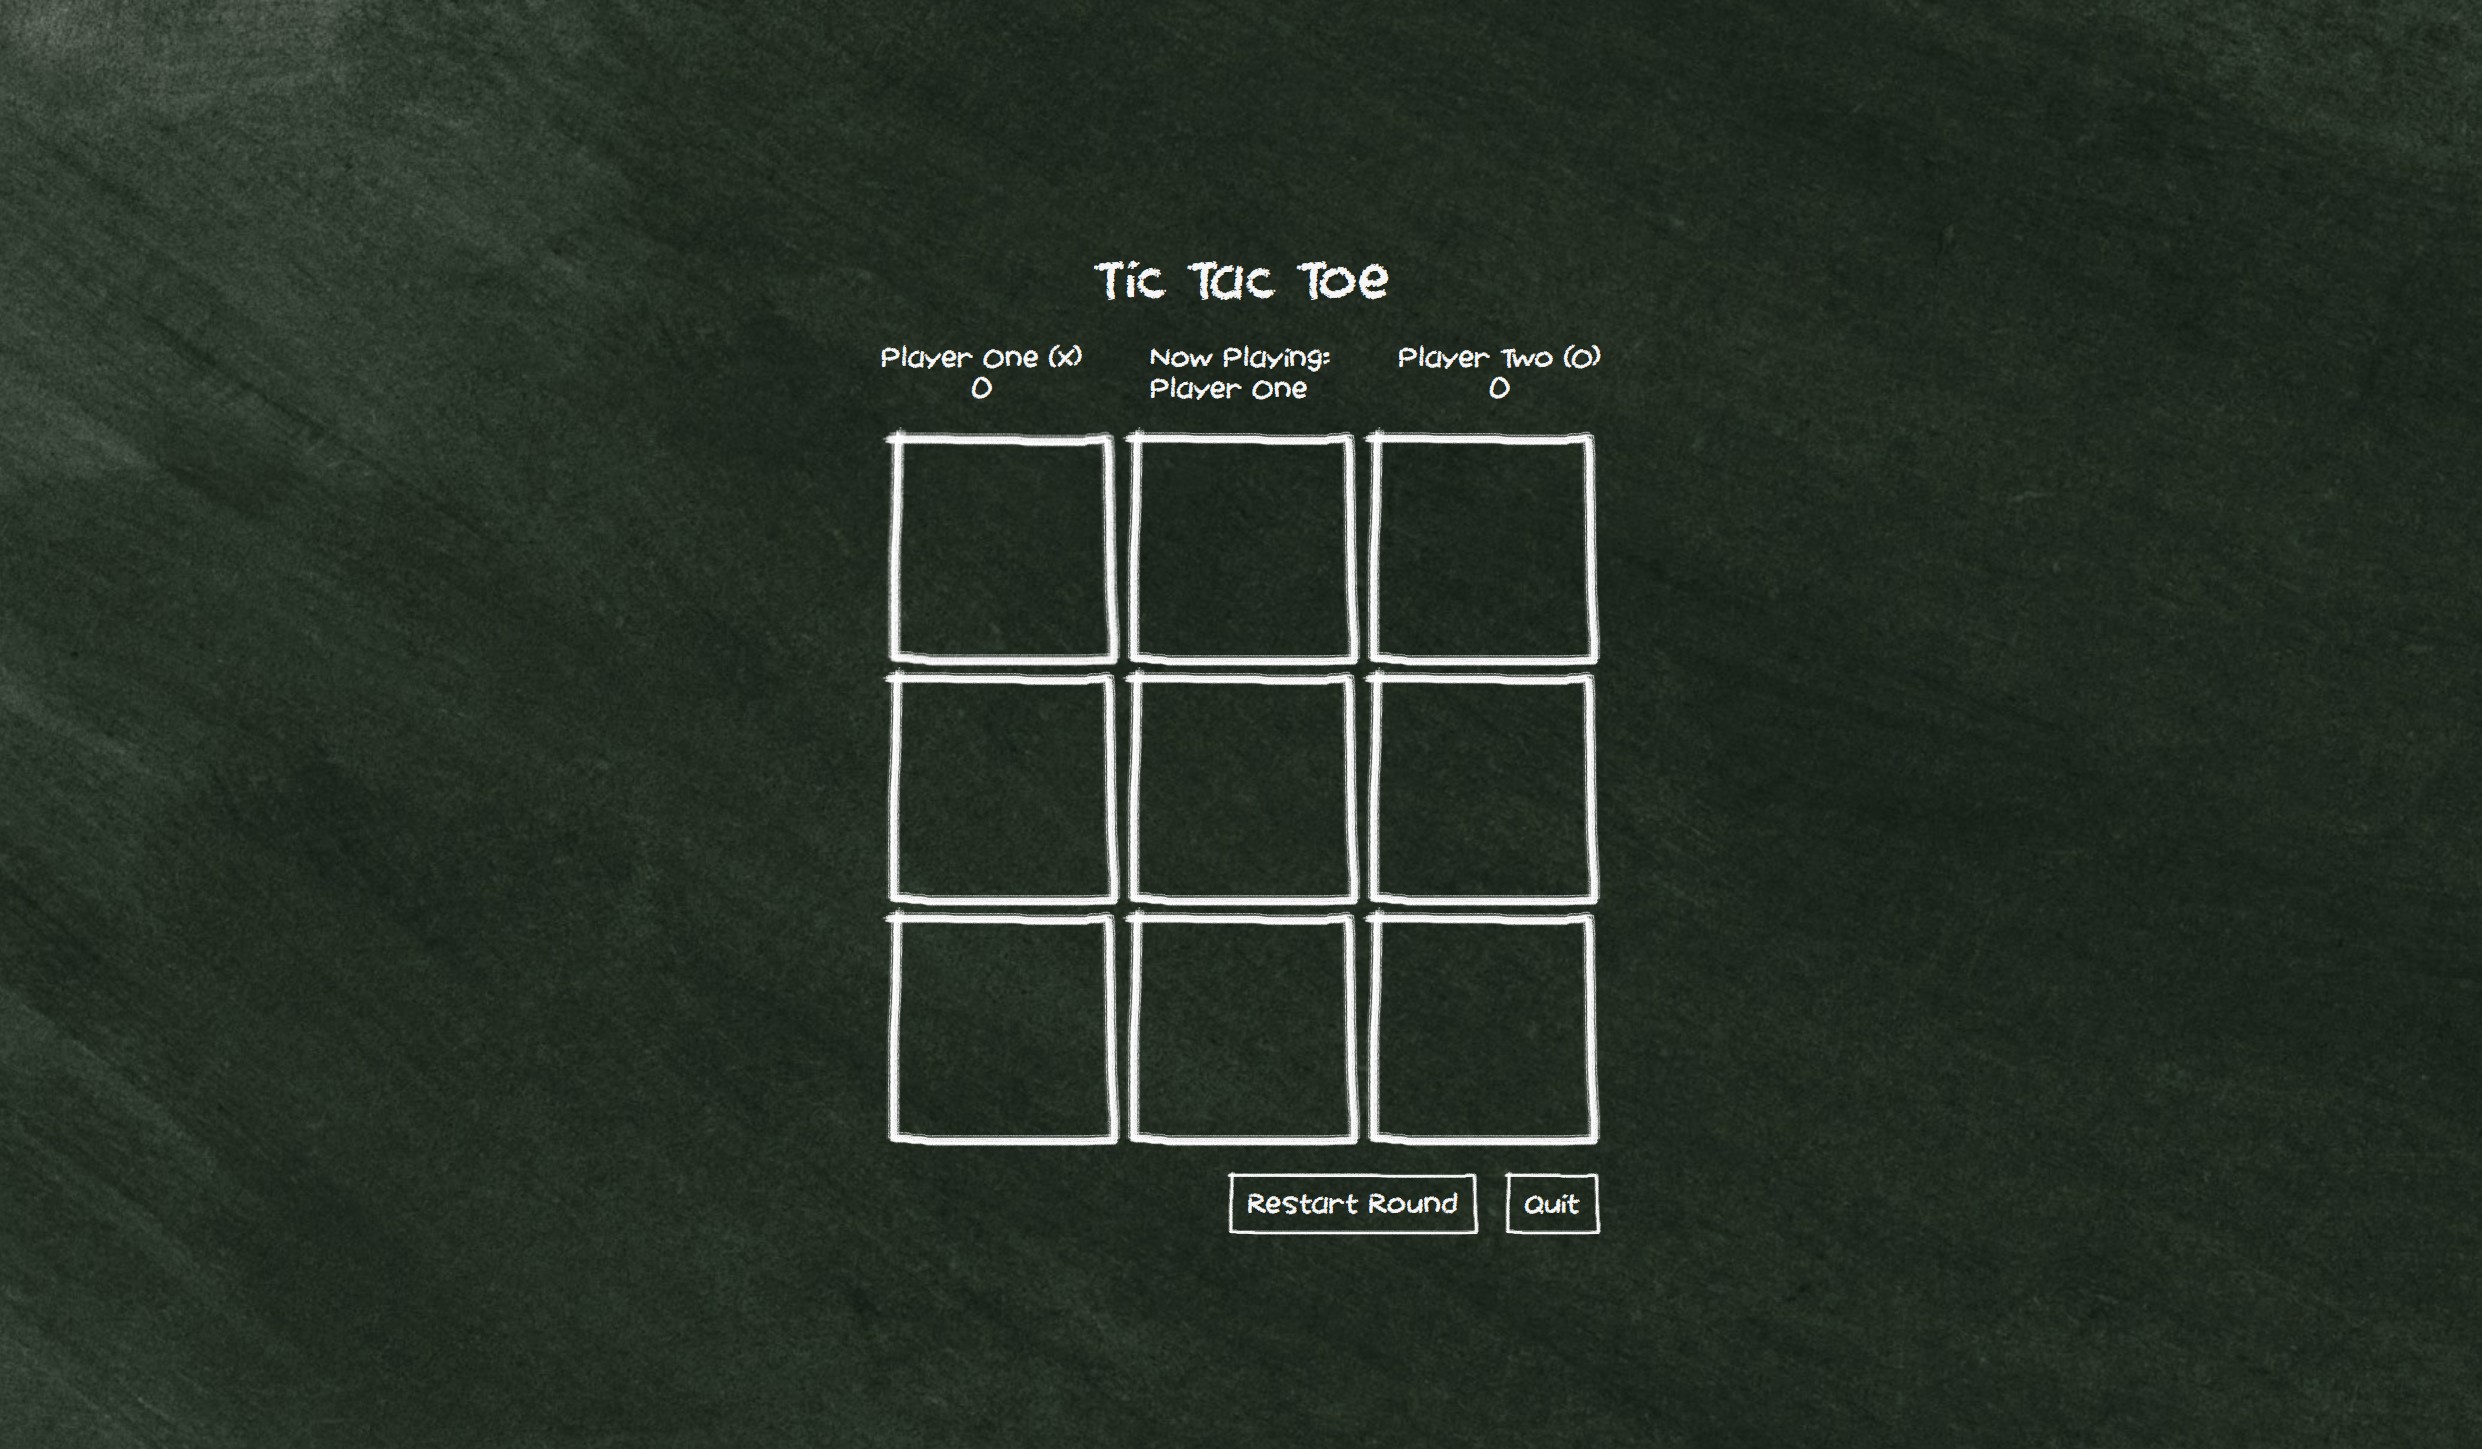 Tic Tac Toe
Player One (x)
0
Now Playing:
Player One
Player Two (O)
0
Restart Round
Quit